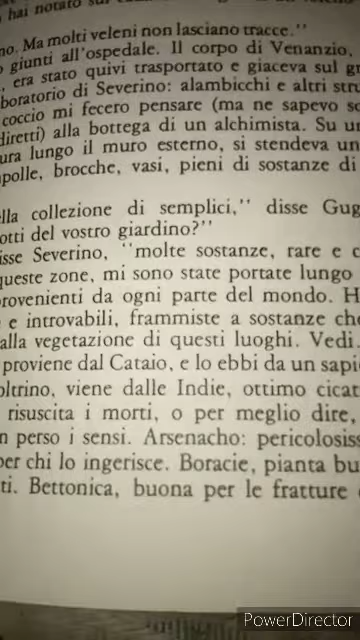 hai notato su
no. Ma molti veleni non lasciano tracce.''
giunti all'ospedale. Il corpo di Venanzio,
, era stato quivi trasportato e giaceva sul
boratorio di Severino: alambicchi e altri
coccio mi fecero pensare (ma ne sapevo
diretti) alla bottega di un alchimista. Su
ura lungo il muro esterno, si stendeva un
polle, brocche, vasi, pieni di sostanze di
lla collezione di semplici,'' disse Gug
otti del vostro giardino?''
isse Severino, ''molte sostanze, rare e c
queste zone, mi sono state portate lungo
provenienti da ogni parte del mondo. H
e introvabili, frammiste a sostanze che
alla vegetazione di questi luoghi. Vedi.
proviene dal Cataio, e lo ebbi da un sapi
oltrino, viene dalle Indie, ottimo cicat
risuscita i morti, o per meglio dire,
n perso i sensi. Arsenacho: pericolosiss
per chi lo ingerisce. Boracie, pianta bu
ti. Bettonica, buona per le fratture
PowerDirector